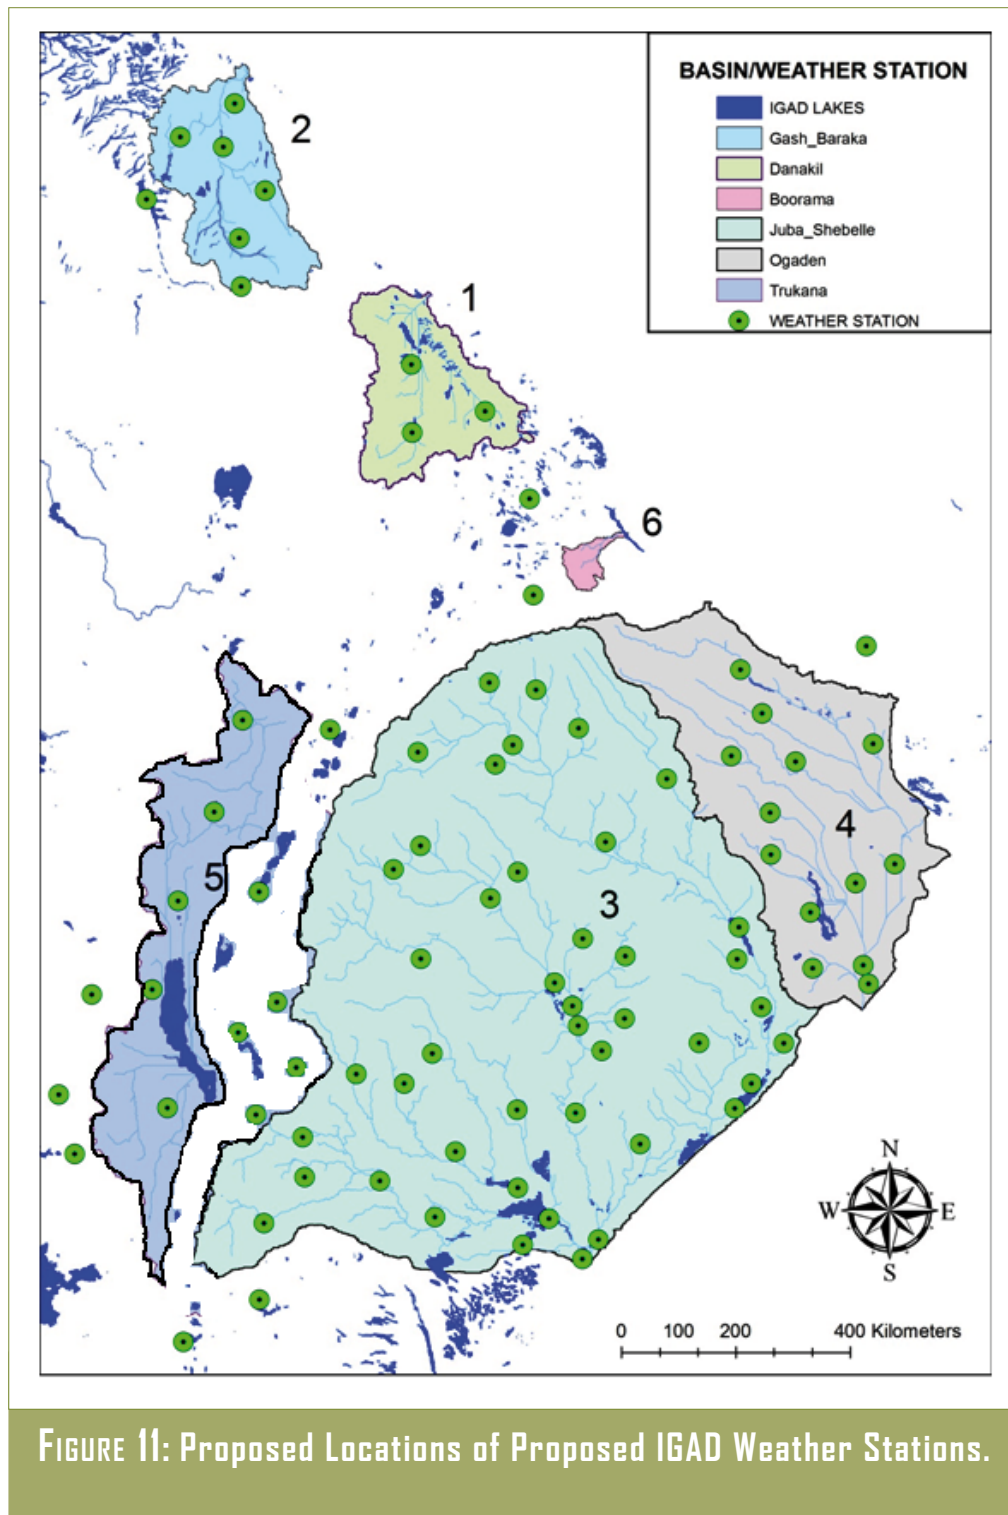 BASIN/WEATHER STATION
IGAD LAKES
Gash_Baraka
Danakil
Boorama
Juba_Shebelle
Ogaden
Trukana
WEATHER STATION
2
1
6
4
5
3
N
W E
S
0 100 200 400 Kilometers
FIGURE 11: Proposed Locations of Proposed IGAD Weather Stations.